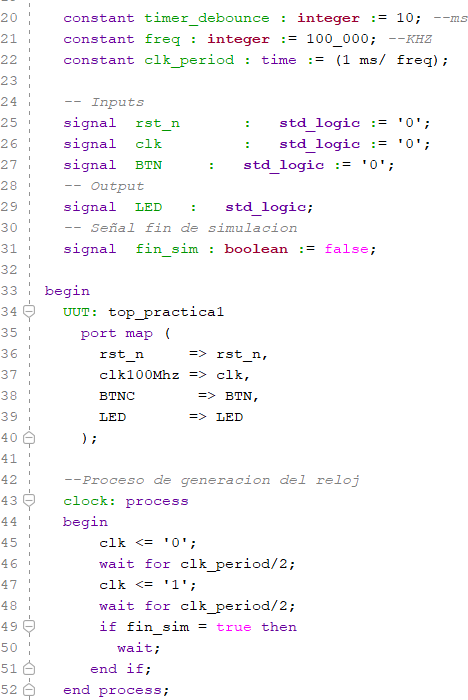 20 constant timer_debounce : integer := 10; --ms
21 constant freq : integer := 100_000; --KHZ
22 constant clk_period : time := (1 ms/ freq);
23
24 -- Inputs
25 signal rst_n : std_logic := '0';
26 signal clk : std_logic := '0';
27 signal BTN : std_logic := '0';
28 -- Output
29 signal LED : std_logic;
30 -- Señal fin de simulacion
31 signal fin_sim : boolean := false;
32
33 begin
34 UUT: top_practica1
35 port map (
36 rst_n => rst_n,
37 clk100Mhz => clk,
38 BTNC => BTN,
39 LED => LED
40 );
41
42 --Proceso de generacion del reloj
43 clock: process
44 begin
45 clk <= '0';
46 wait for clk_period/2;
47 clk <= '1';
48 wait for clk_period/2;
49 if fin_sim = true then
50 wait;
51 end if;
52 end process;